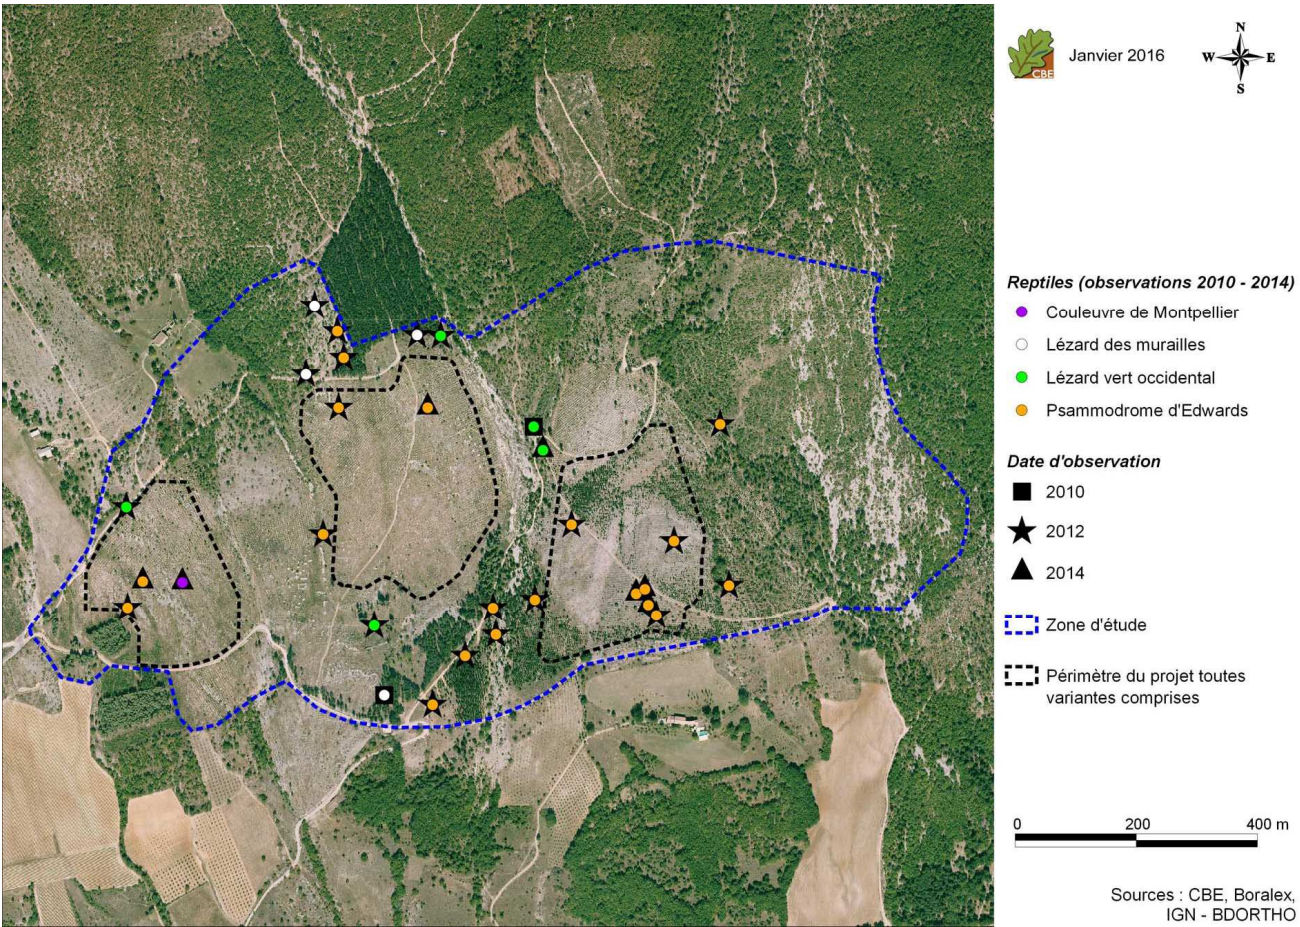 CBE
Janvier 2016
N
W
E
S
Reptiles (observations 2010 - 2014)
Couleuvre de Montpellier
Lézard des murailles
Lézard vert occidental
Psammodrome d'Edwards
Date d'observation
2010
2012
2014
Zone d'étude
Périmètre du projet toutes
variantes comprises
0
200
400 m
Sources : CBE, Boralex,
IGN - BDORTHO